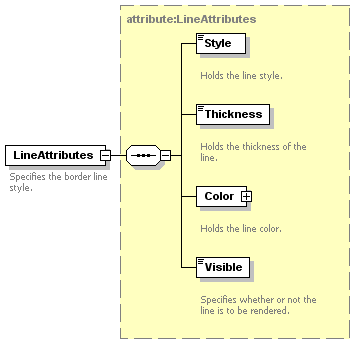 attribute:LineAttributes
Style
Holds the line style.
Thickness
Holds the thickness of the
line.
LineAttributes
Specifies the border line
style.
Color
Holds the line color.
Visible
Specifies whether or not the
line is to be rendered.